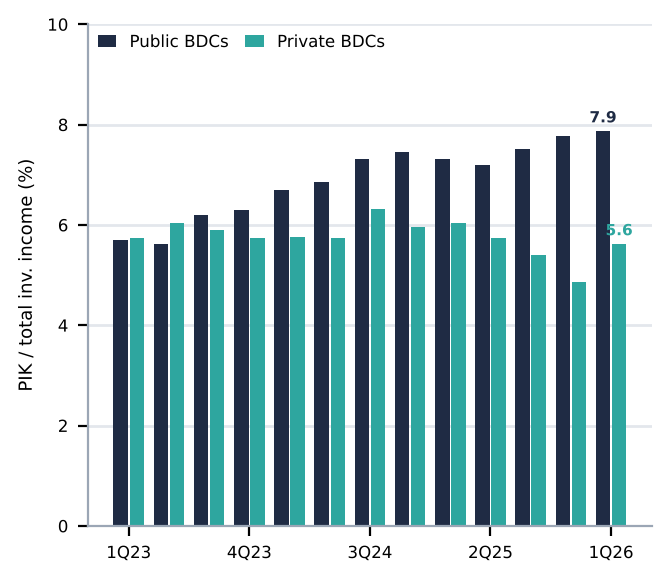 Public BDCs Private BDCs
PIK / total inv. income (%)
10
8
6
4
2
0
7.9
5.6
1Q23 4Q23 3Q24 2Q25 1Q26